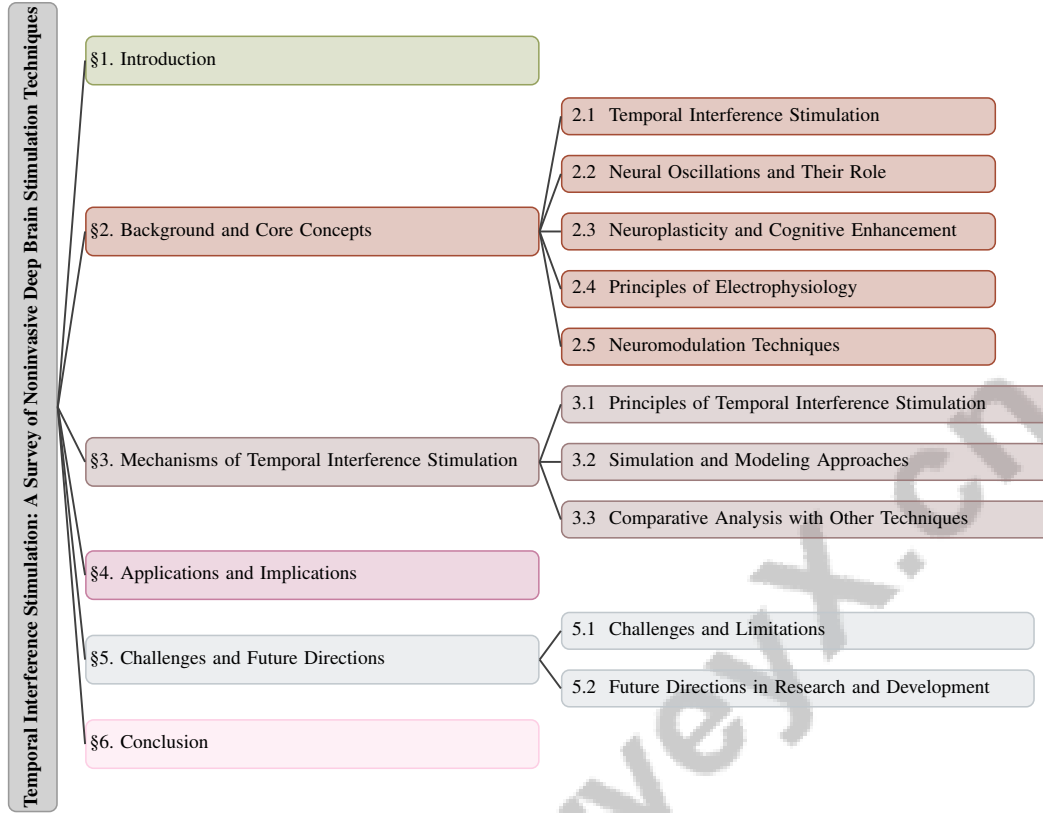 Temporal Interference Stimulation: A Survey of Noninvasive Deep Brain Stimulation Techniques
§1. Introduction
§2. Background and Core Concepts
2.1 Temporal Interference Stimulation
2.2 Neural Oscillations and Their Role
2.3 Neuroplasticity and Cognitive Enhancement
2.4 Principles of Electrophysiology
2.5 Neuromodulation Techniques
§3. Mechanisms of Temporal Interference Stimulation
3.1 Principles of Temporal Interference Stimulation
3.2 Simulation and Modeling Approaches
3.3 Comparative Analysis with Other Techniques
§4. Applications and Implications
§5. Challenges and Future Directions
5.1 Challenges and Limitations
5.2 Future Directions in Research and Development
§6. Conclusion
rveyx.cn